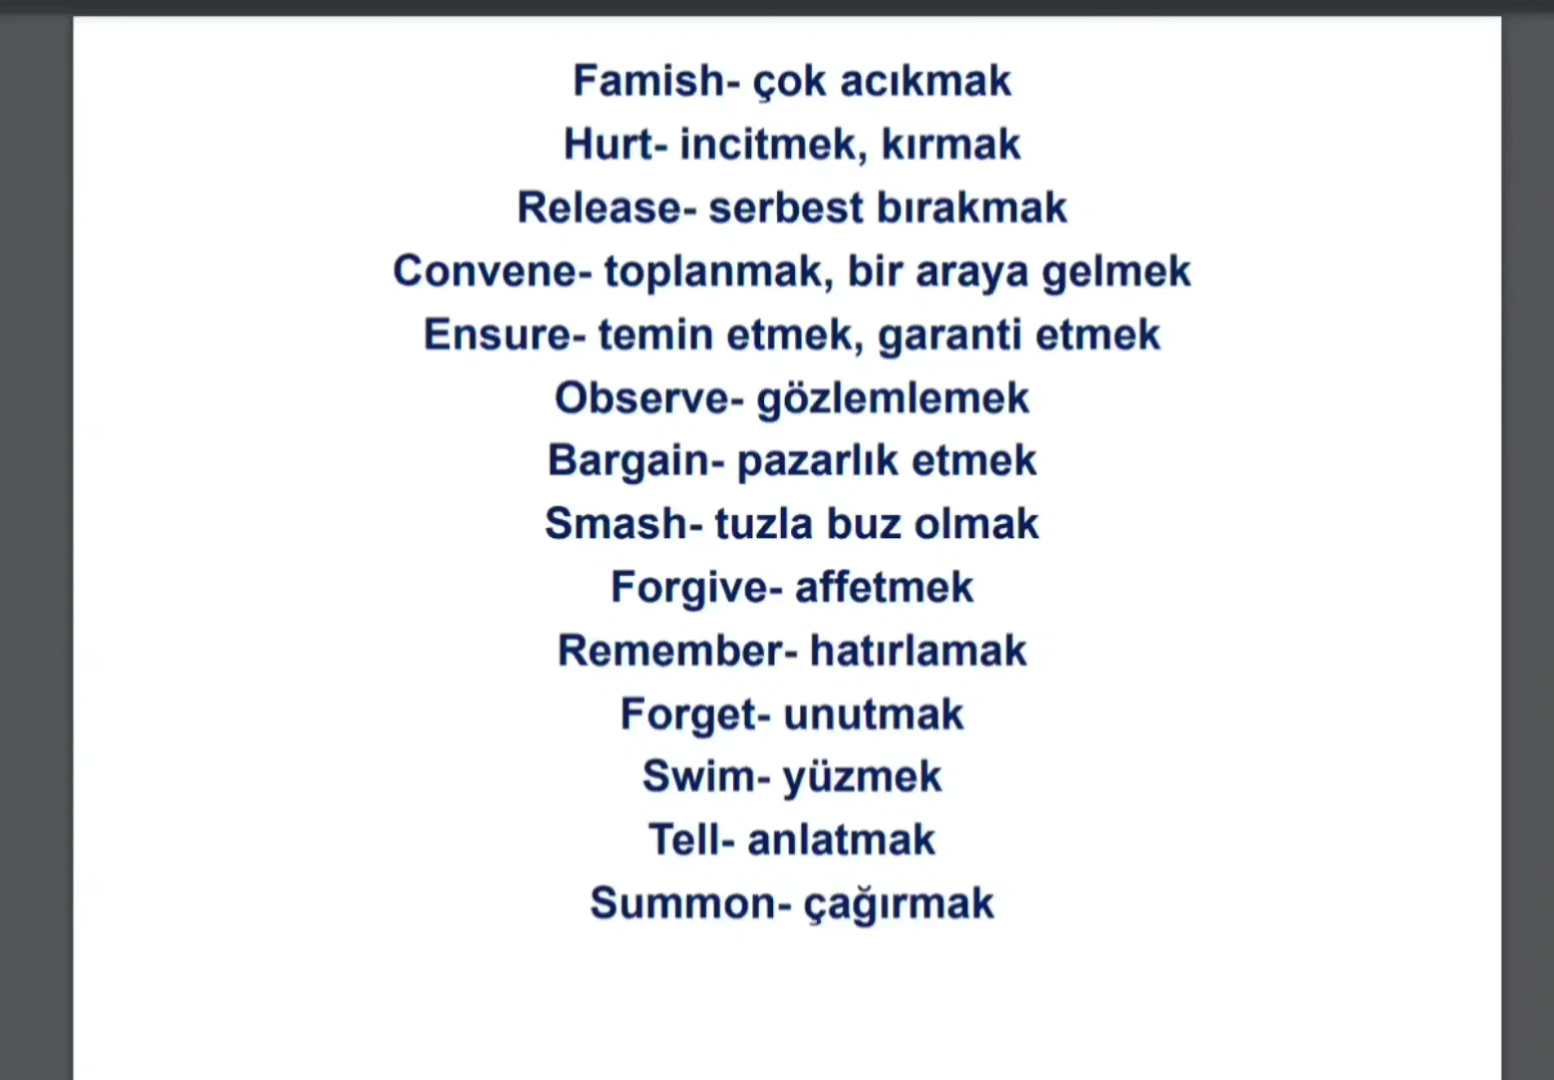 Famish- çok acıkmak
Hurt- incitmek, kırmak
Release- serbest bırakmak
Convene- toplanmak, bir araya gelmek
Ensure- temin etmek, garanti etmek
Observe- gözlemlemek
Bargain- pazarlık etmek
Smash- tuzla buz olmak
Forgive- affetmek
Remember- hatırlamak
Forget- unutmak
Swim- yüzmek
Tell- anlatmak
Summon- çağırmak